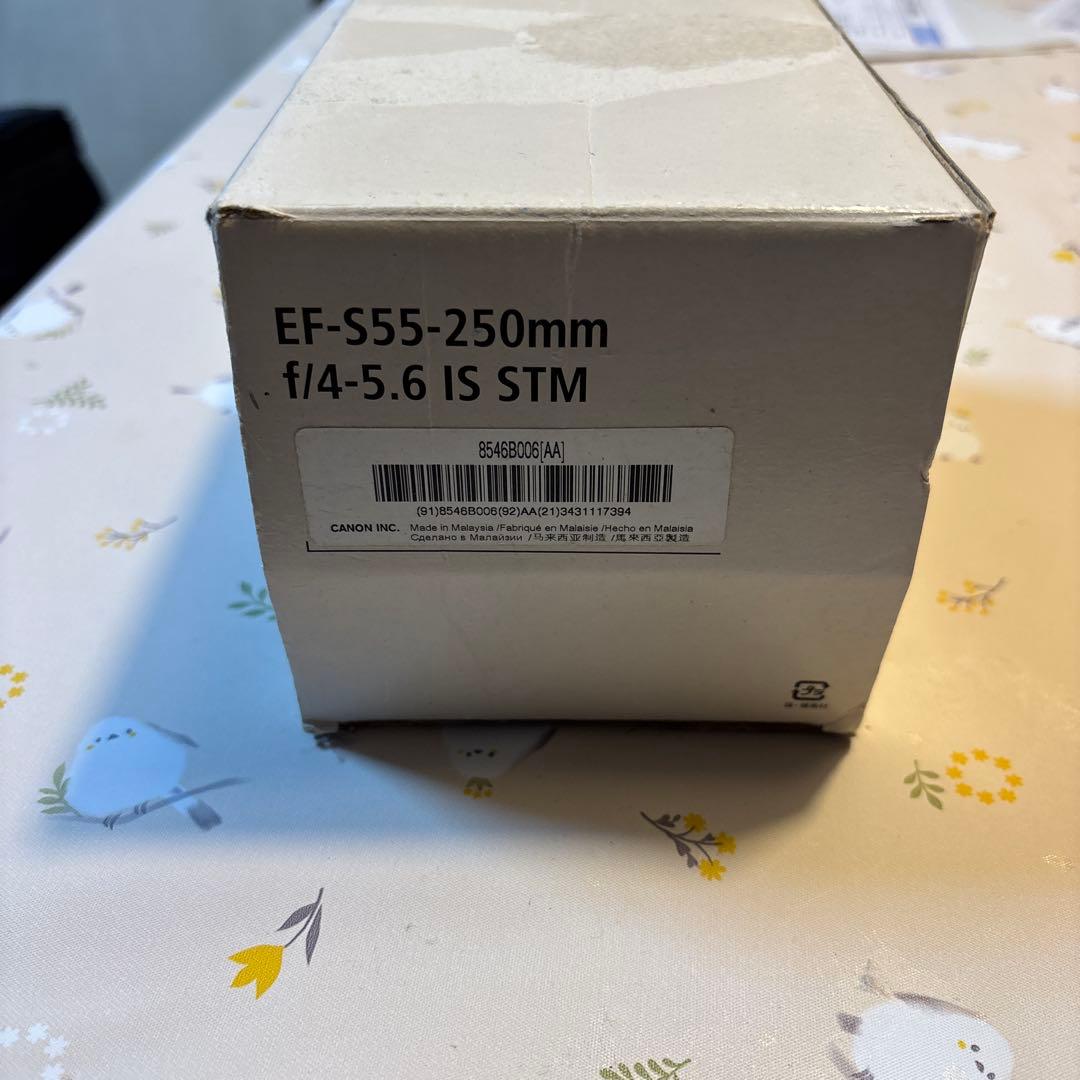 EF-S55-250mm
f/4-5.6 IS STM
8546B006[AA]
(91)8546B006(92)AA(21)3431117394
CANON INC. Made in Malaysia /Fabriqué en Malaisie /Hecho en Malaisia
Сделано в Малайзии /马来西亚制造 /馬來西亞製造